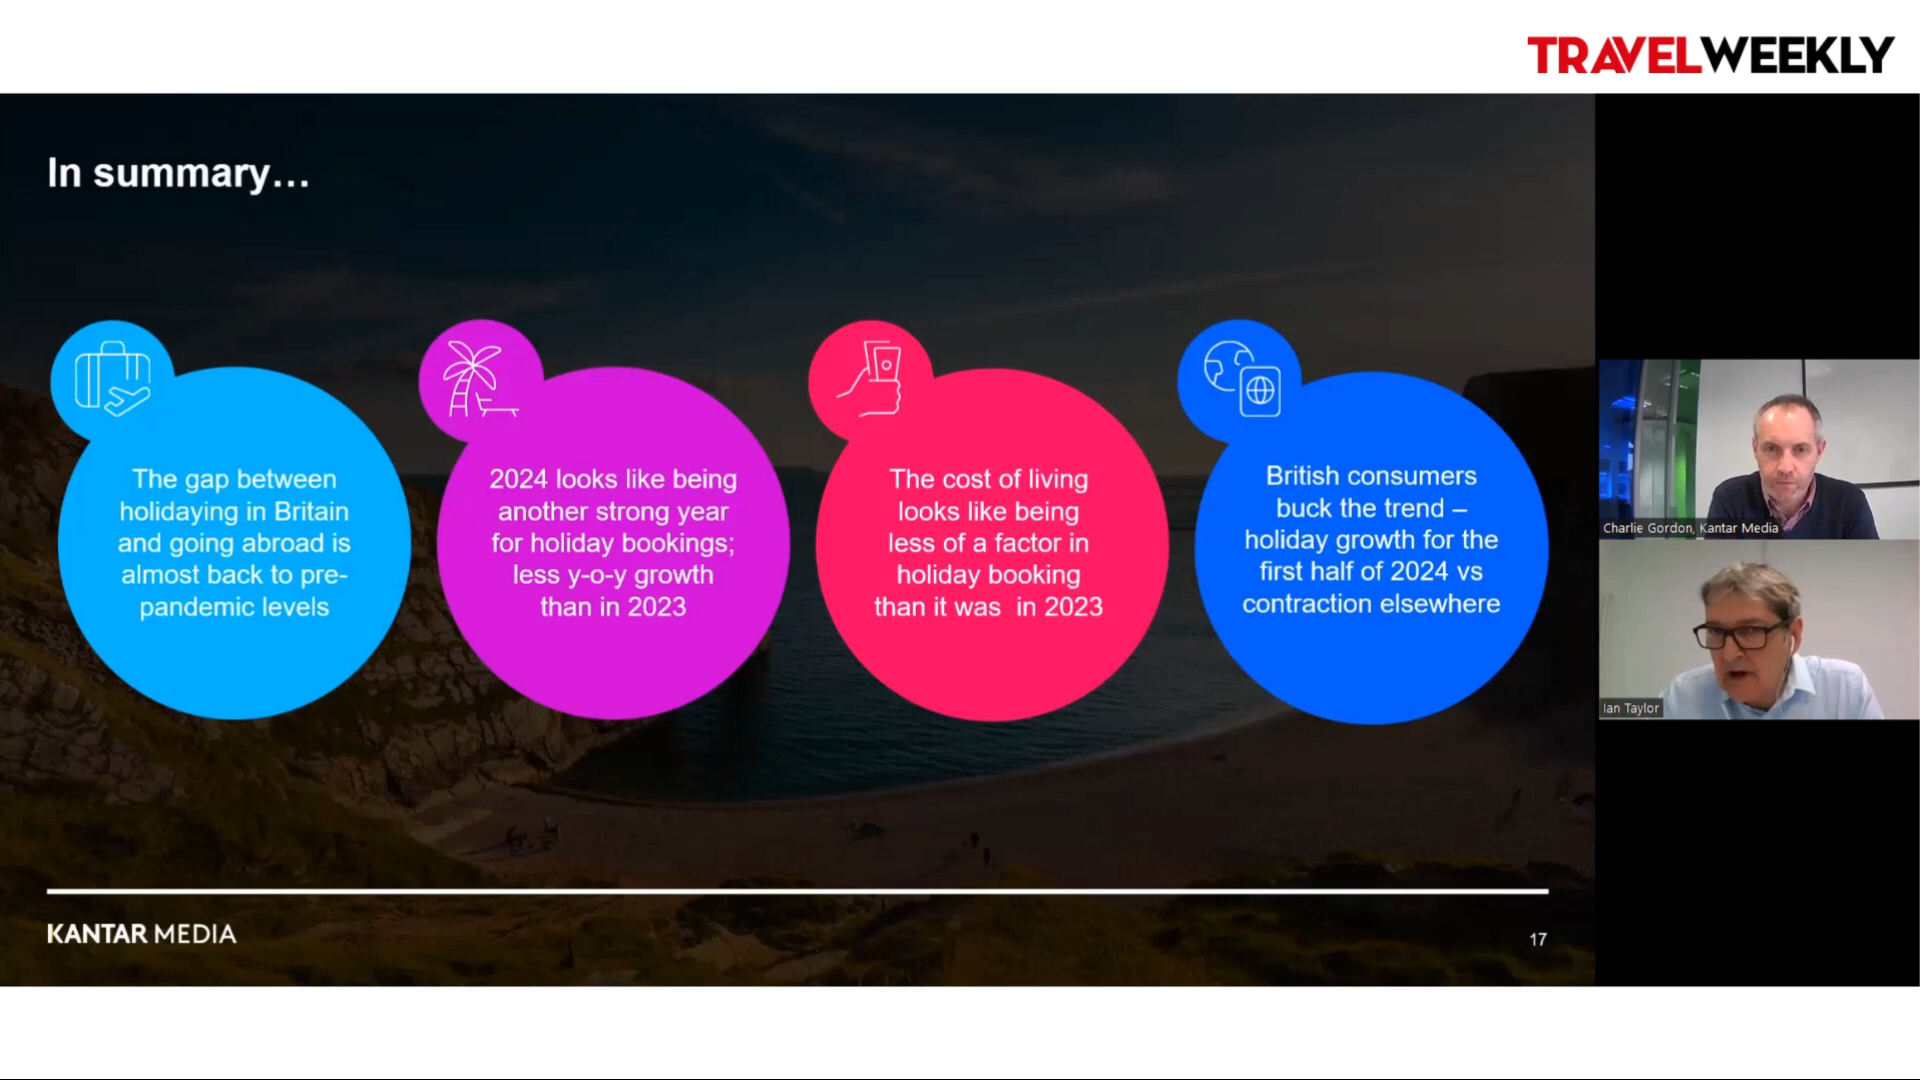 TRAVELWEEKLY
In summary...
The gap between
holidaying in Britain
and going abroad is
almost back to pre-
pandemic levels
2024 looks like being
another strong year
for holiday bookings;
less y-o-y growth
than in 2023
The cost of living
looks like being
less of a factor in
holiday booking
than it was  in 2023
British consumers
buck the trend –
holiday growth for the
first half of 2024 vs
contraction elsewhere
Charlie Gordon, Kantar Media
Ian Taylor
KANTAR MEDIA
17